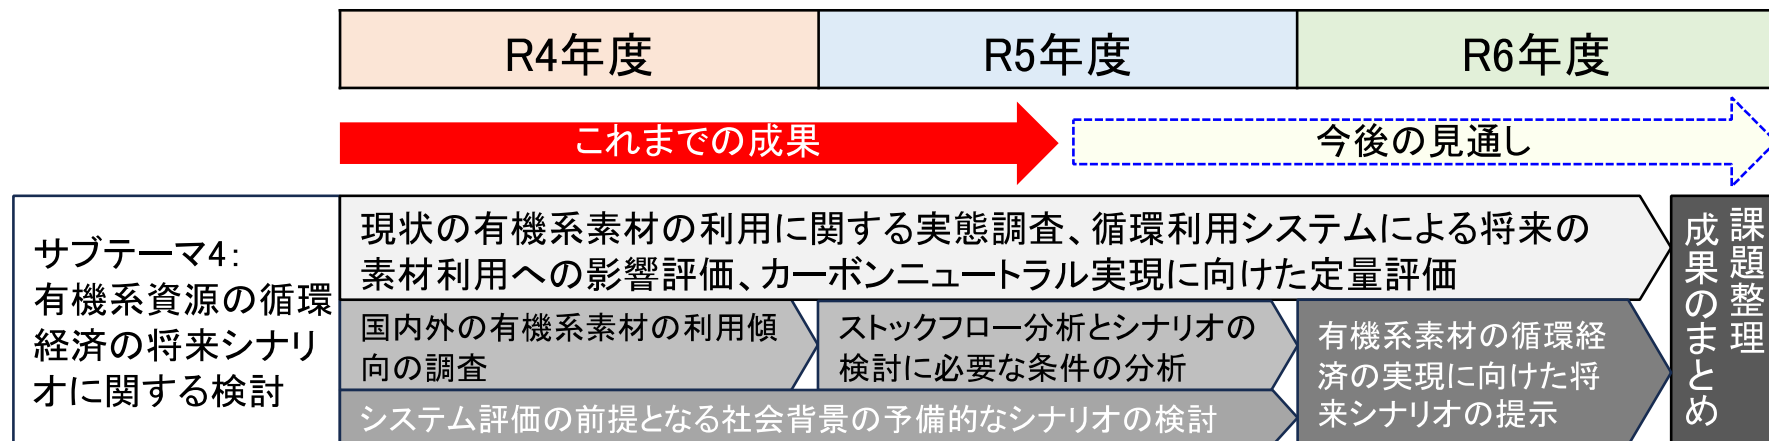 R4年度
R5年度
R6年度
これまでの成果
今後の見通し
サブテーマ4:
有機系資源の循環
経済の将来シナリ
オに関する検討
現状の有機系素材の利用に関する実態調査、循環利用システムによる将来の
素材利用への影響評価、カーボンニュートラル実現に向けた定量評価
国内外の有機系素材の利用傾
向の調査
ストックフロー分析とシナリオの
検討に必要な条件の分析
システム評価の前提となる社会背景の予備的なシナリオの検討
有機系素材の循環経
済の実現に向けた将
来シナリオの提示
課題整理
成果のまとめ